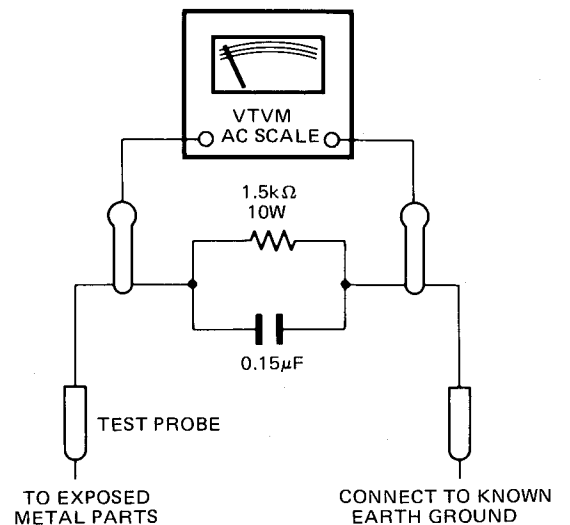 VTVM
AC SCALE
1.5kΩ
10W
0.15μF
TEST PROBE
TO EXPOSED
METAL PARTS
CONNECT TO KNOWN
EARTH GROUND